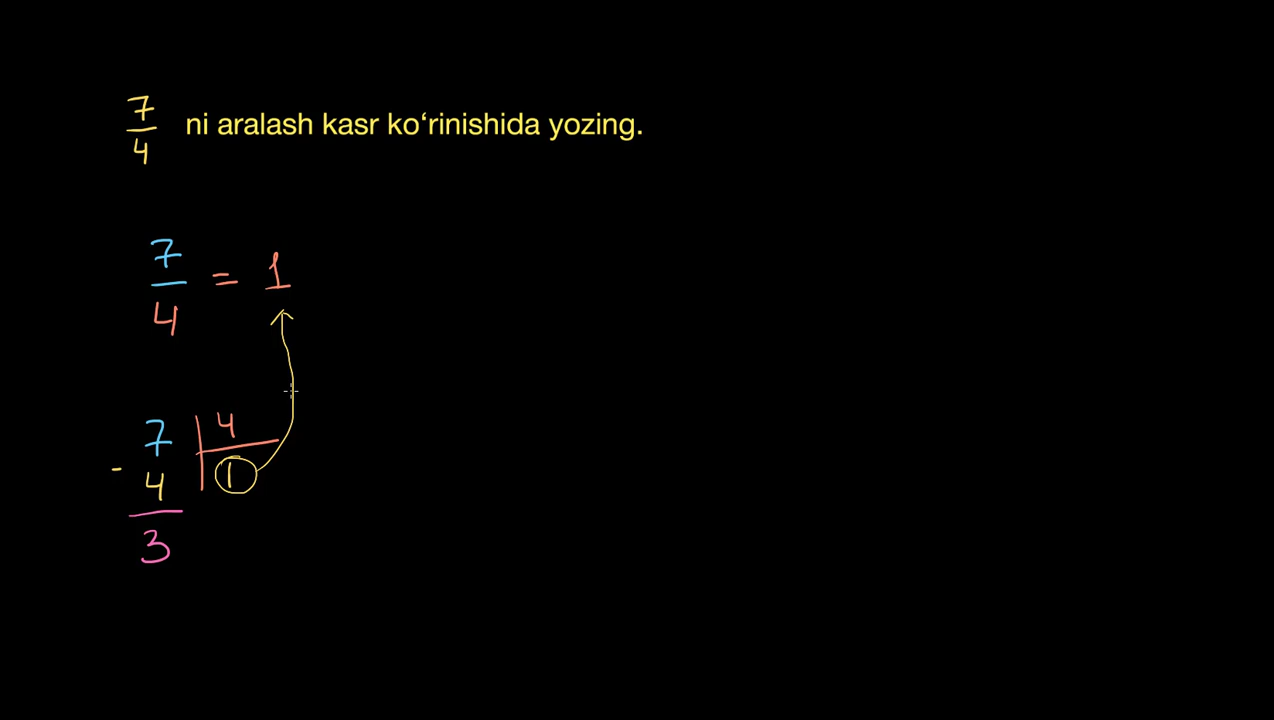 7/4 ni aralash kasr ko‘rinishida yozing.
7/4 = 1
7 | 4
- 4 | 1
3